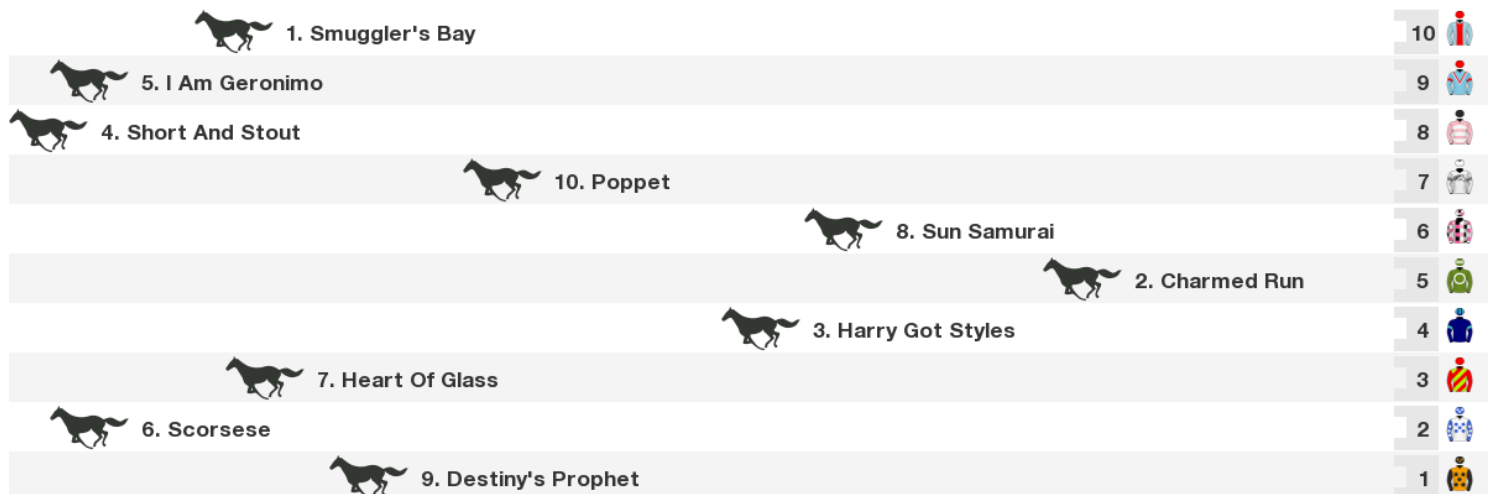 1. Smuggler's Bay 10
5. I Am Geronimo 9
4. Short And Stout 8
10. Poppet 7
8. Sun Samurai 6
2. Charmed Run 5
3. Harry Got Styles 4
7. Heart Of Glass 3
6. Scorsese 2
9. Destiny's Prophet 1